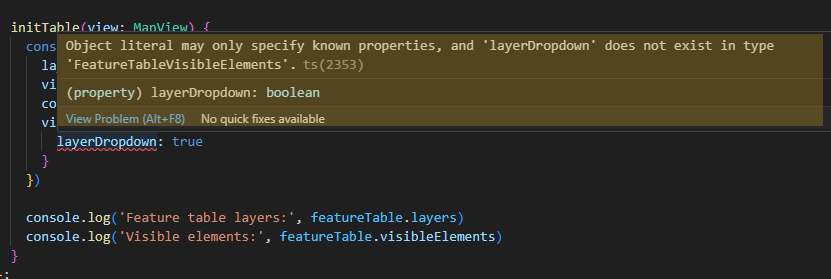 initTable(view: MapView) {
cons
Object literal may only specify known properties, and 'layerDropdown' does not exist in type
la
'FeatureTableVisibleElements'. ts(2353)
vi
(property) layerDropdown: boolean
co
vi
View Problem (Alt+F8) No quick fixes available
layerDropdown: true
}
})
console.log('Feature table layers:', featureTable.layers)
console.log('Visible elements:', featureTable.visibleElements)
}